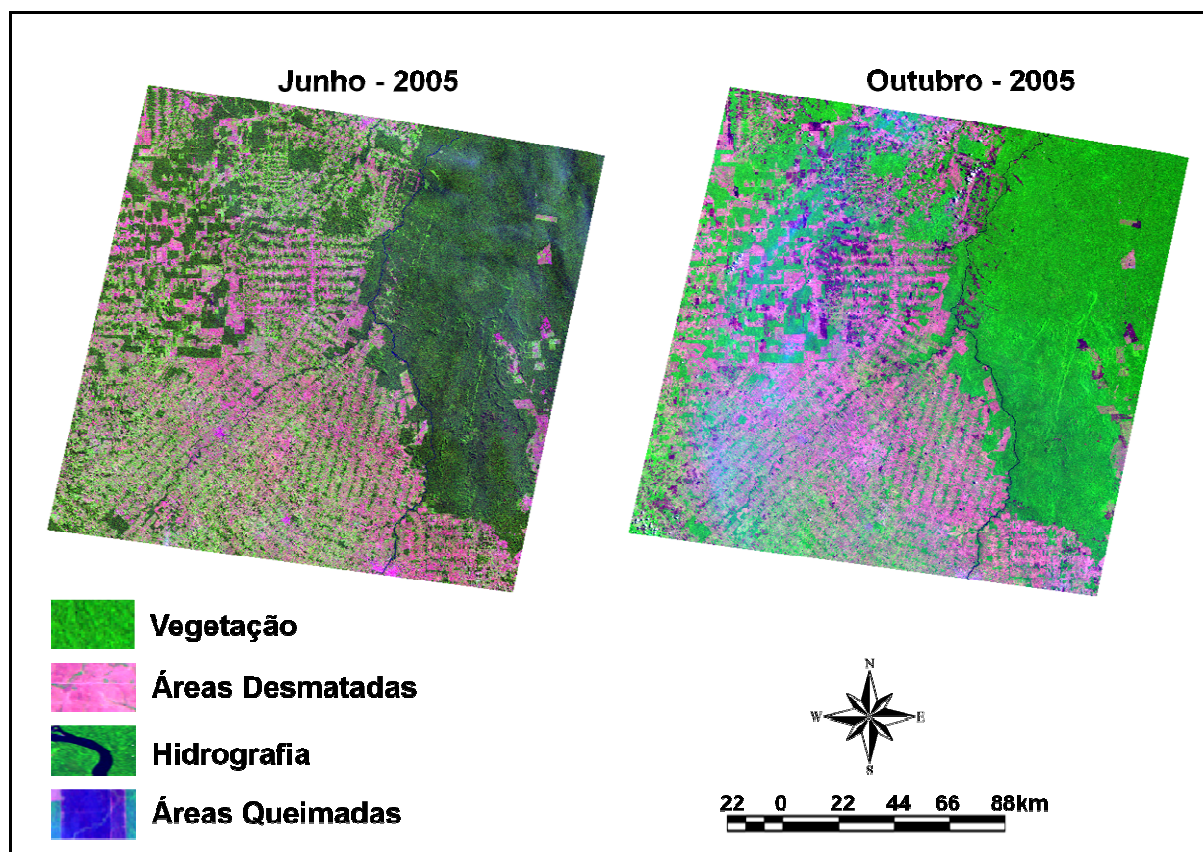 Junho - 2005
Outubro - 2005
Vegetação
Áreas Desmatadas
Hidrografia
Áreas Queimadas
N
W E
S
22 0 22 44 66 88km